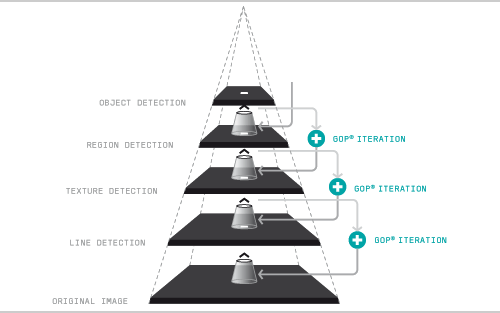 OBJECT DETECTION
REGION DETECTION
GOP® ITERATION
TEXTURE DETECTION
GOP® ITERATION
LINE DETECTION
GOP® ITERATION
ORIGINAL IMAGE